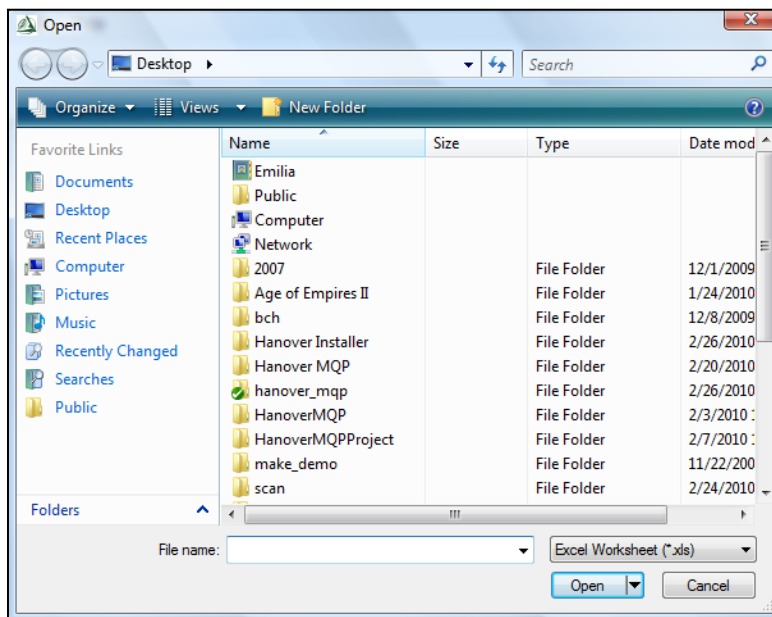 Open
Desktop
Search
Organize Views New Folder
Favorite Links
Documents
Desktop
Recent Places
Computer
Pictures
Music
Recently Changed
Searches
Public
Folders
Name Size Type Date mod
Emilia
Public
Computer
Network
2007 File Folder 12/1/2009
Age of Empires II File Folder 1/24/2010
bch File Folder 12/8/2009
Hanover Installer File Folder 2/26/2010
Hanover MQP File Folder 2/20/2010
hanover_mqp File Folder 2/26/2010
HanoverMQP File Folder 2/3/2010 1
HanoverMQPProject File Folder 2/7/2010 1
make_demo File Folder 11/22/200
scan File Folder 2/24/2010
File name: Excel Worksheet (*.xls)
Open Cancel